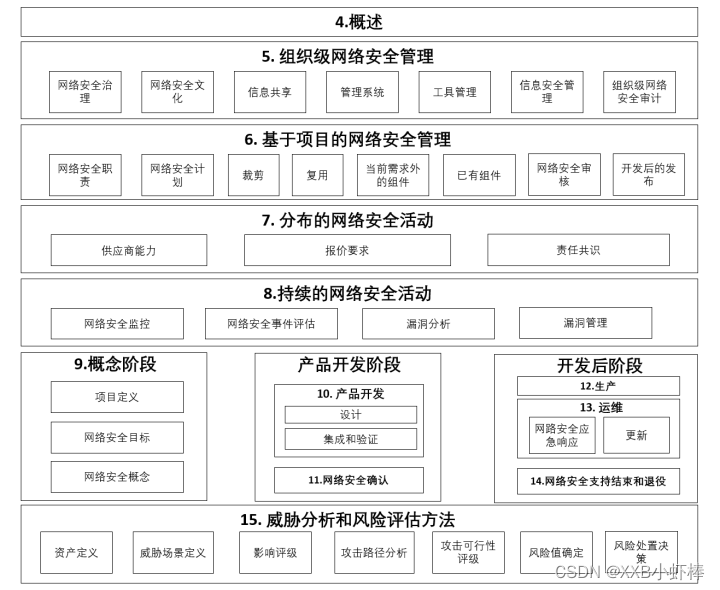 4.概述
5. 组织级网络安全管理
网络安全治
理
网络安全文
化
信息共享
管理系统
工具管理
信息安全管
理
组织级网络
安全审计
6. 基于项目的网络安全管理
网络安全职
责
网络安全计
划
裁剪
复用
当前需求外
的组件
已有组件
网络安全审
核
开发后的发
布
7. 分布的网络安全活动
供应商能力
报价要求
责任共识
8.持续的网络安全活动
网络安全监控
网络安全事件评估
漏洞分析
漏洞管理
9.概念阶段
项目定义
网络安全目标
网络安全概念
产品开发阶段
10. 产品开发
设计
集成和验证
11.网络安全确认
开发后阶段
12.生产
13. 运维
网路安全应
急响应
更新
14.网络安全支持结束和退役
15. 威胁分析和风险评估方法
资产定义
威胁场景定义
影响评级
攻击路径分析
攻击可行性
评级
风险值确定
风险处置决
策
CSDN @XXB小虾棒